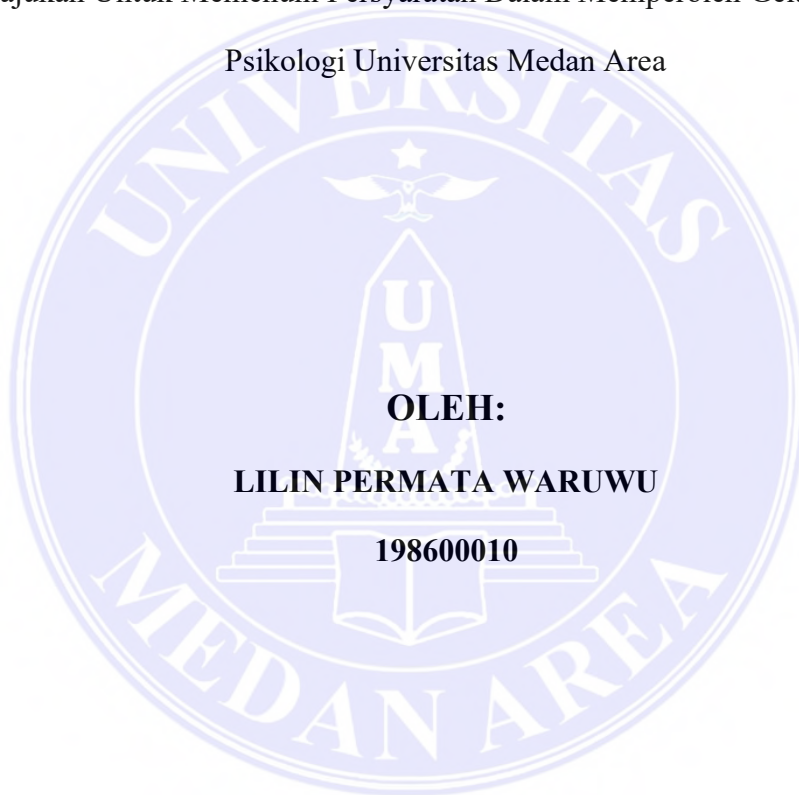 Untuk Memenuhi Persyaratan Dalam Memperoleh
Psikologi Universitas Medan Area
UNIVERSITAS
U
M
A
OLEH:
LILIN PERMATA WARUWU
198600010
MEDAN AREA